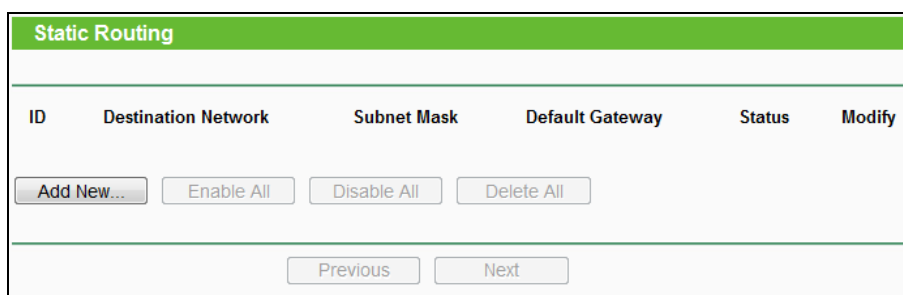 Static Routing
ID Destination Network Subnet Mask Default Gateway Status Modify
Add New... Enable All Disable All Delete All
Previous Next